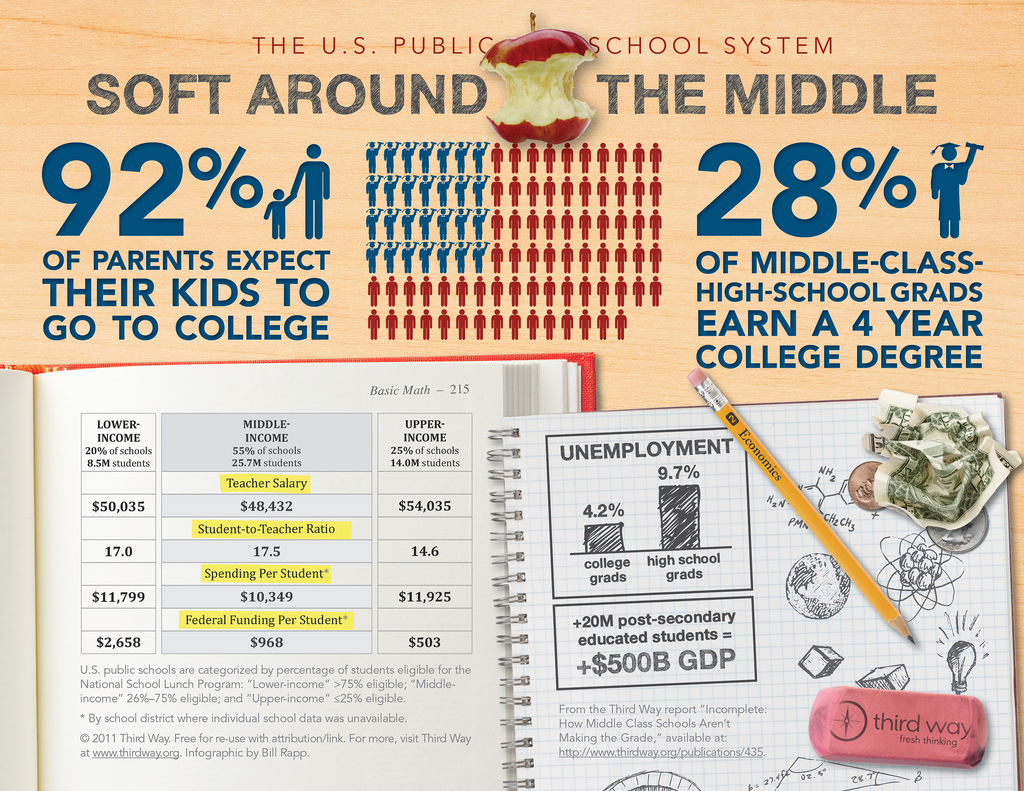 THE U.S. PUBLIC SCHOOL SYSTEM
SOFT AROUND THE MIDDLE
92%
OF PARENTS EXPECT
THEIR KIDS TO
GO TO COLLEGE
28%
OF MIDDLE-CLASS-
HIGH-SCHOOL GRADS
EARN A 4 YEAR
COLLEGE DEGREE
Basic Math – 215
LOWER-
INCOME
20% of schools
8.5M students
MIDDLE-
INCOME
55% of schools
25.7M students
UPPER-
INCOME
25% of schools
14.0M students
Teacher Salary
$50,035 $48,432 $54,035
Student-to-Teacher Ratio
17.0 17.5 14.6
Spending Per Student*
$11,799 $10,349 $11,925
Federal Funding Per Student*
$2,658 $968 $503
U.S. public schools are categorized by percentage of students eligible for the
National School Lunch Program: "Lower-income" >75% eligible; "Middle-
income" 26%–75% eligible; and "Upper-income" ≤25% eligible.
* By school district where individual school data was unavailable.
© 2011 Third Way. Free for re-use with attribution/link. For more, visit Third Way
at www.thirdway.org. Infographic by Bill Rapp.
UNEMPLOYMENT
9.7%
4.2%
college
grads
high school
grads
+20M post-secondary
educated students =
+$500B GDP
From the Third Way report "Incomplete:
How Middle Class Schools Aren't
Making the Grade," available at:
http://www.thirdway.org/publications/435.
2 Economics
NH₂
H₂N
CH₂CH₃
third way
fresh thinking